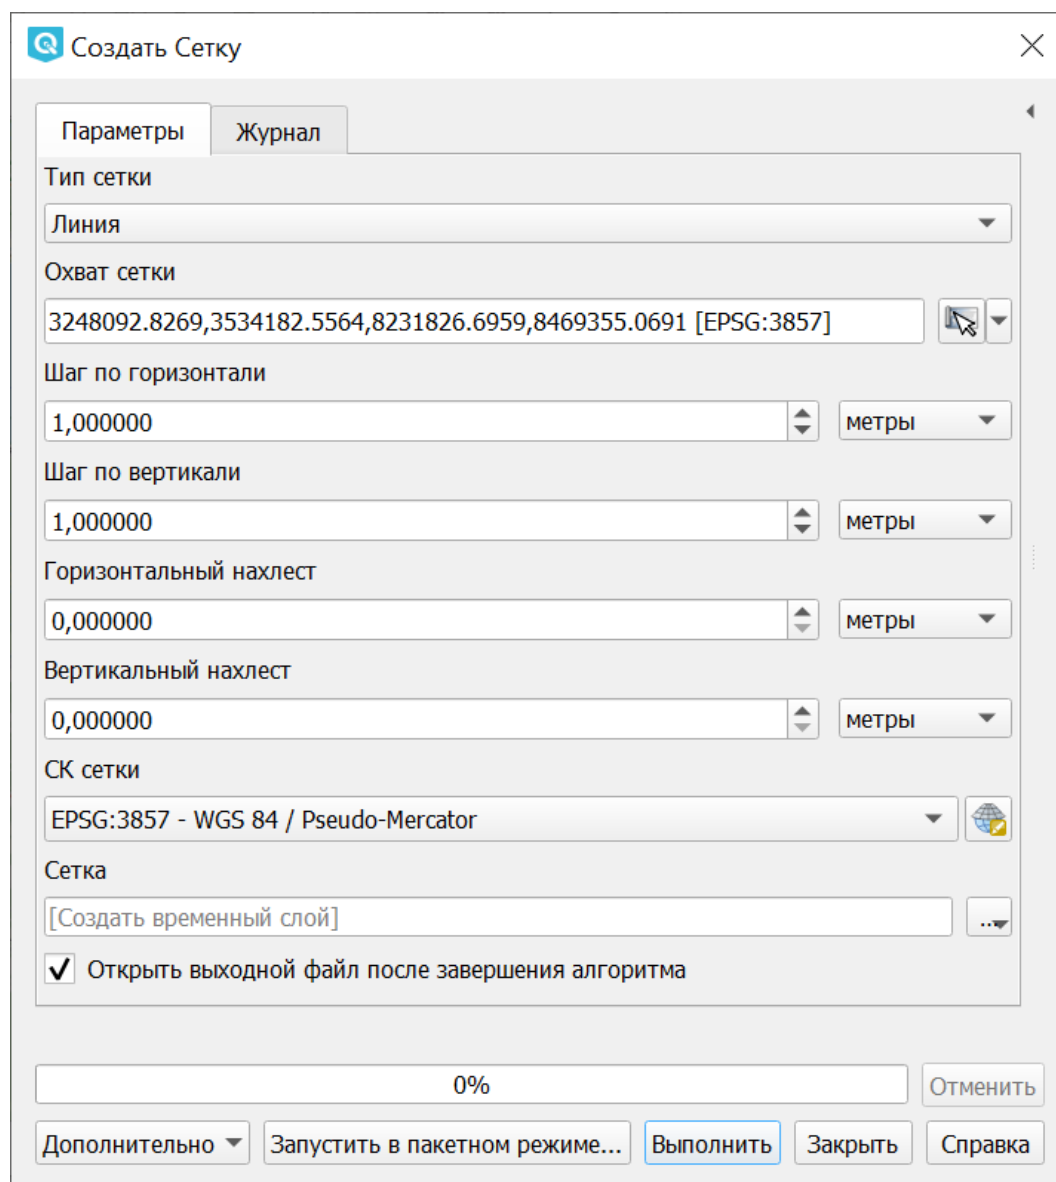 Создать Сетку
Параметры Журнал
Тип сетки
Линия
Охват сетки
3248092.8269,3534182.5564,8231826.6959,8469355.0691 [EPSG:3857]
Шаг по горизонтали
1,000000 метры
Шаг по вертикали
1,000000 метры
Горизонтальный нахлест
0,000000 метры
Вертикальный нахлест
0,000000 метры
СК сетки
EPSG:3857 - WGS 84 / Pseudo-Mercator
Сетка
[Создать временный слой] ...
Открыть выходной файл после завершения алгоритма
0% Отменить
Дополнительно Запустить в пакетном режиме... Выполнить Закрыть Справка